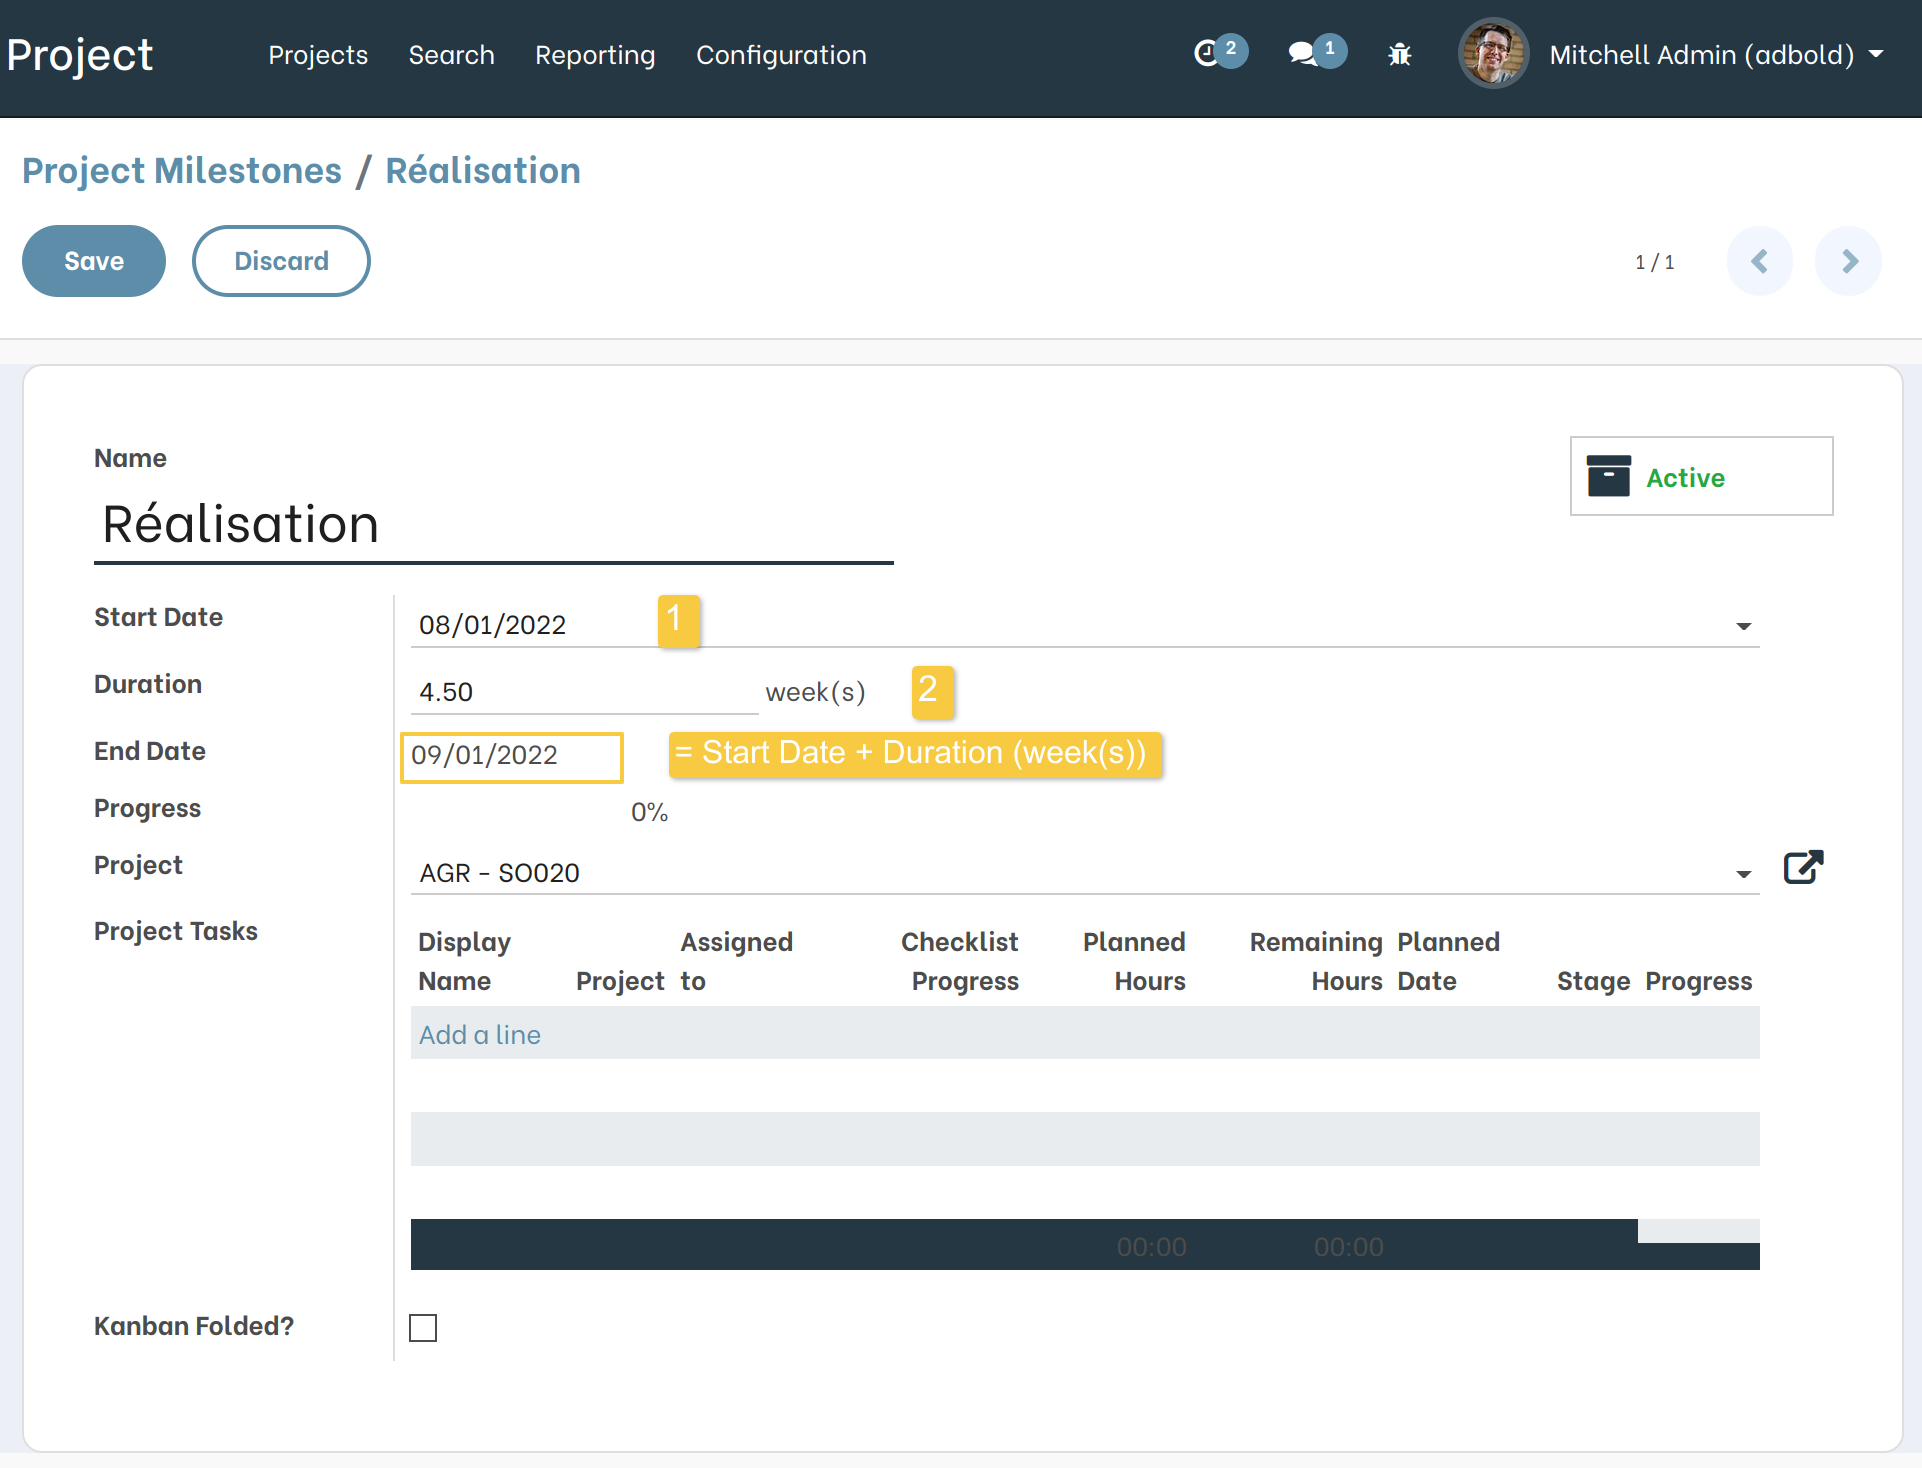 Project Projects Search Reporting Configuration 2 1 Mitchell Admin (adbold)
Project Milestones / Réalisation
Save Discard 1 / 1
Name
Active
Réalisation
Start Date 08/01/2022 1
Duration 4.50 week(s) 2
End Date 09/01/2022 = Start Date + Duration (week(s))
Progress 0%
Project AGR - SO020
Project Tasks
Display Assigned Checklist Planned Remaining Planned
Name Project to Progress Hours Hours Date Stage Progress
Add a line
00:00 00:00
Kanban Folded?